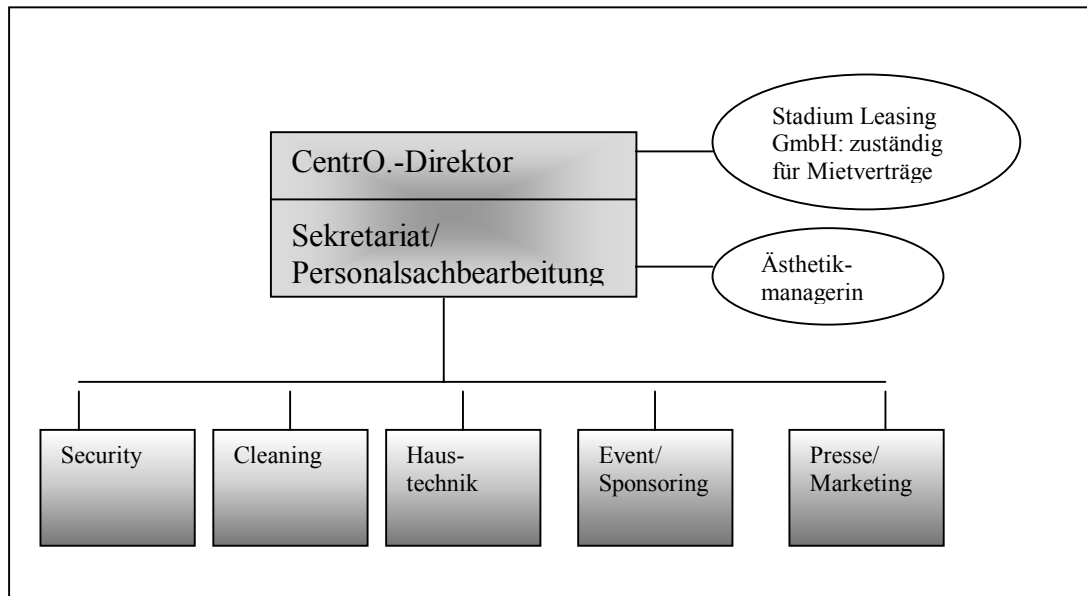 Stadium Leasing
GmbH: zuständig
für Mietverträge
CentrO.-Direktor
Sekretariat/
Personalsachbearbeitung
Ästhetik-
managerin
Security
Cleaning
Haus-
technik
Event/
Sponsoring
Presse/
Marketing